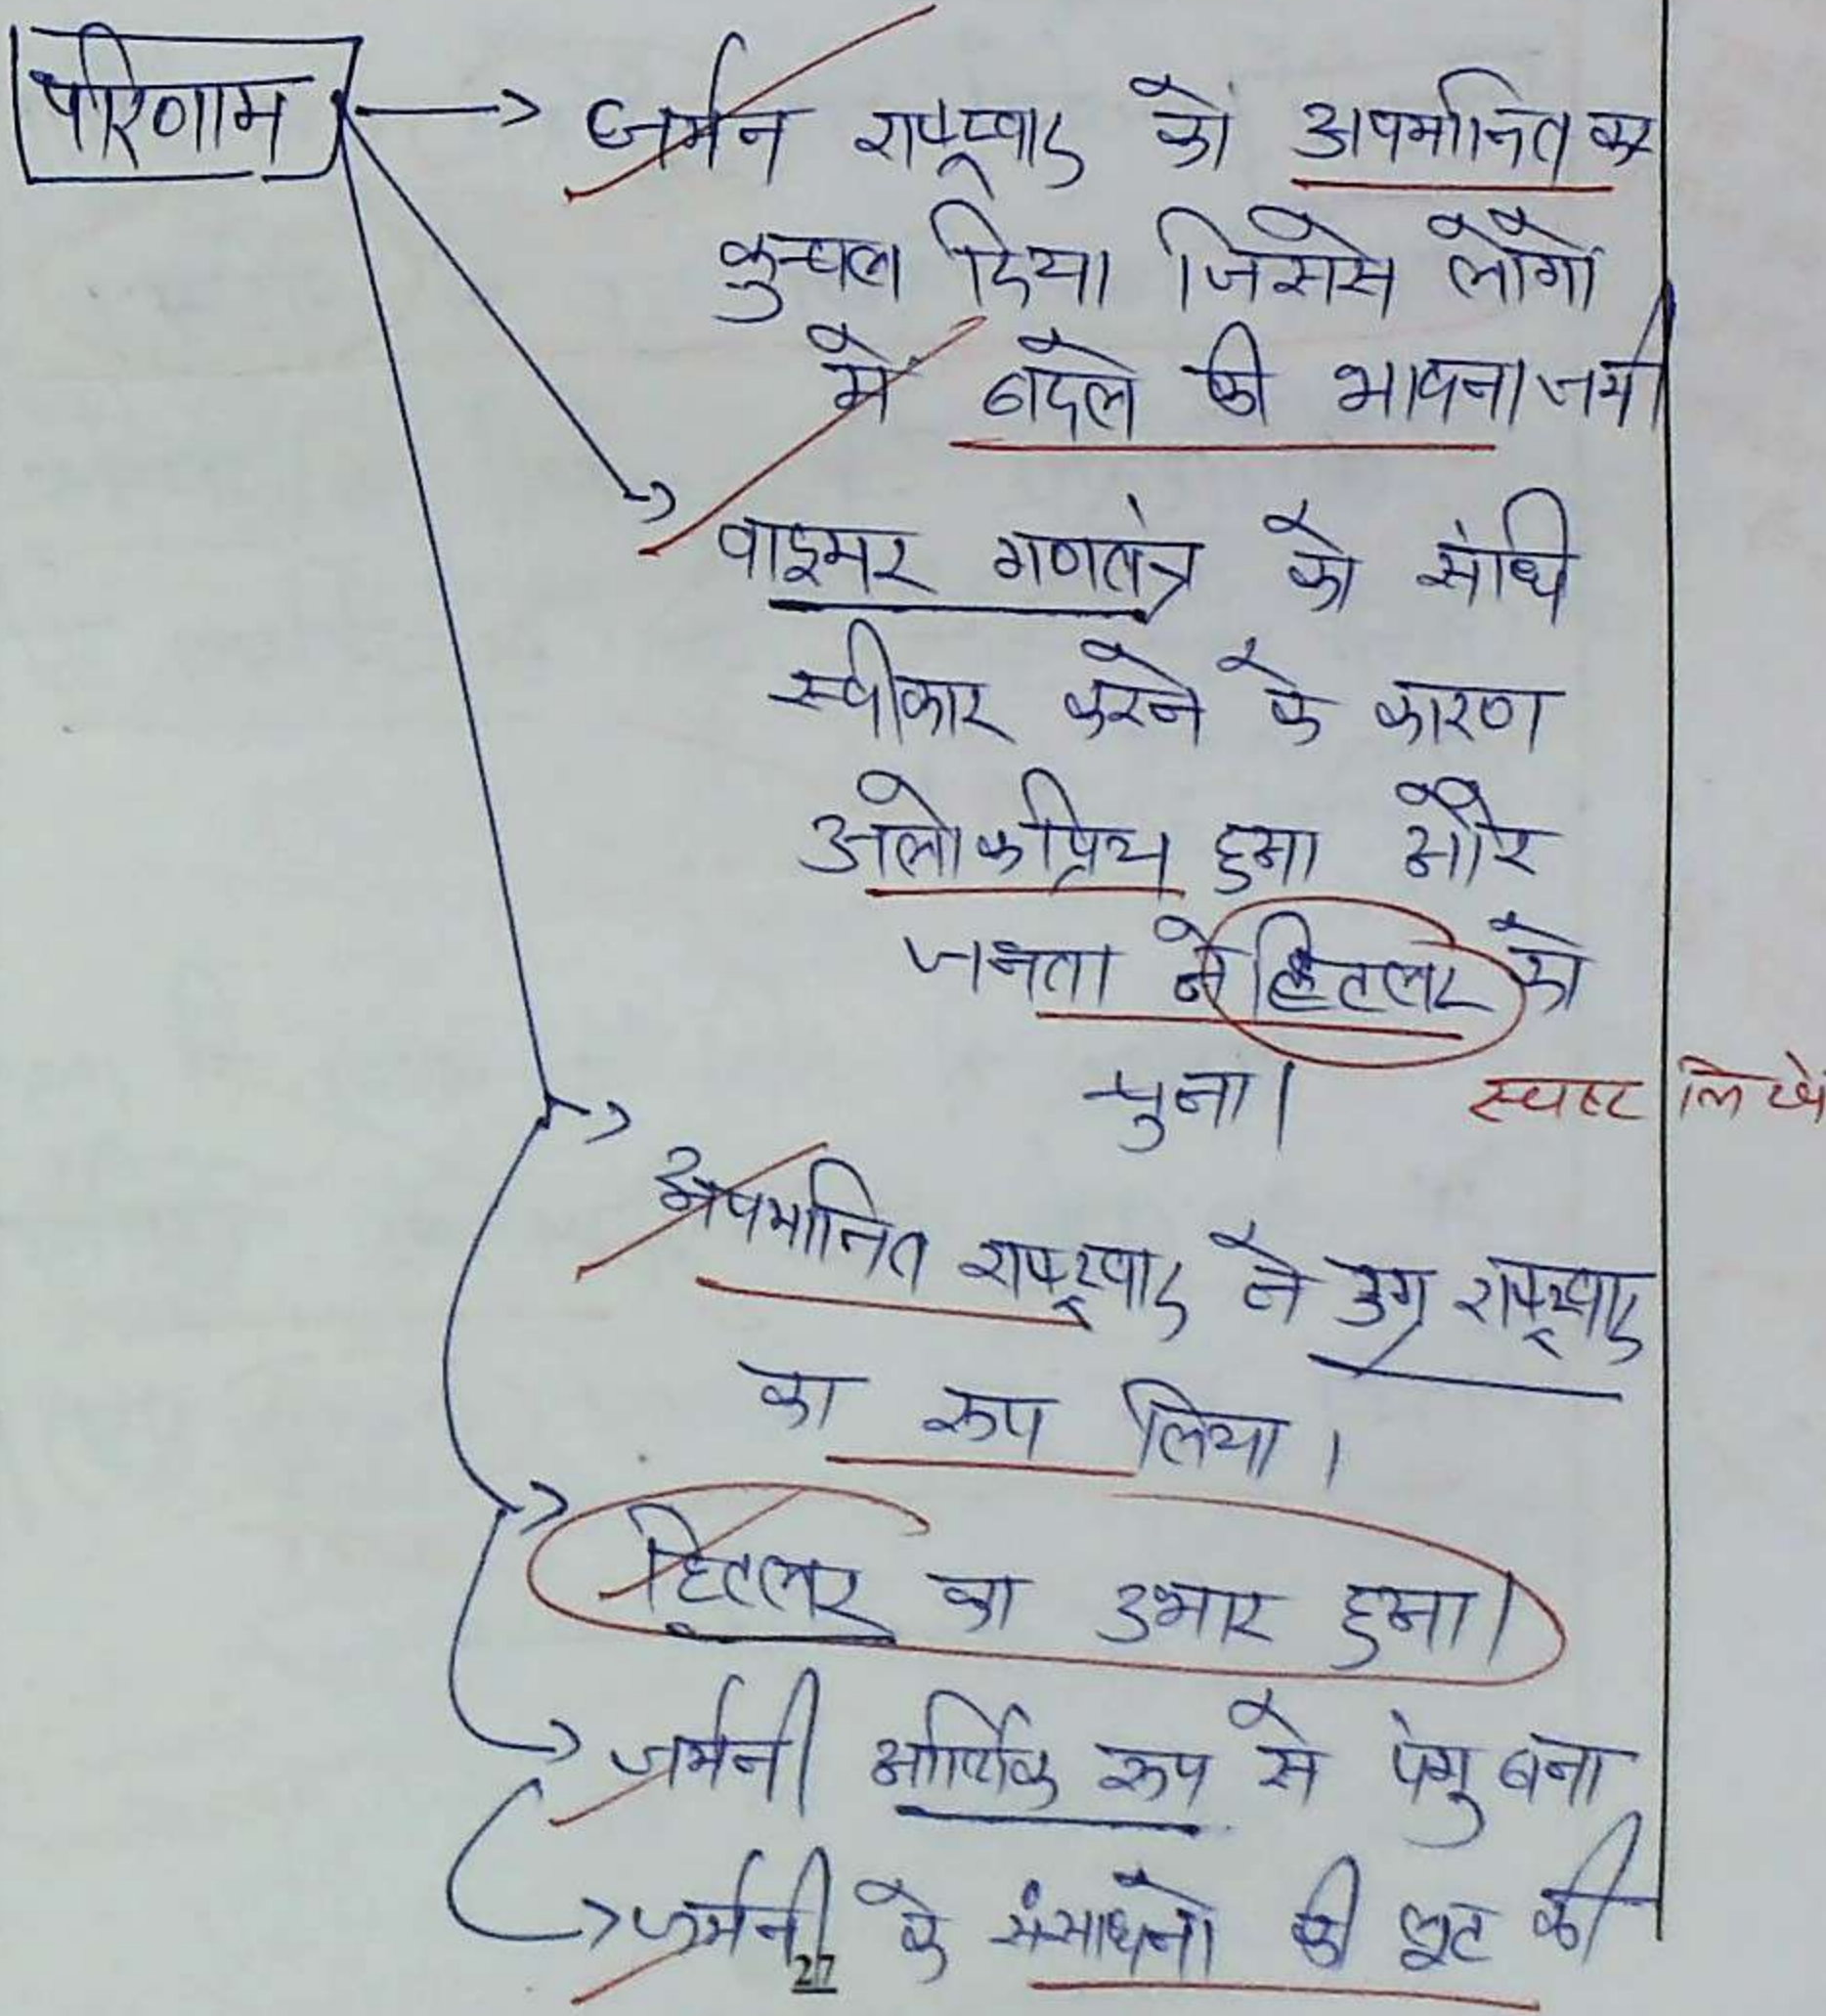 परिणाम → जर्मन राष्ट्रवाद को अपमानित कर
कुचल दिया जिससे लोगों
में बदले की भावना जगी
→ वाइमर गणतंत्र को संधि
स्वीकार करने के कारण
अलोकप्रिय हुआ और
जनता ने हिटलर को
चुना।
स्पष्ट लिखें
→ अपमानित राष्ट्रवाद ने उग्र राष्ट्रवाद
का रूप लिया।
→ हिटलर का उभार हुआ।
→ जर्मनी आर्थिक रूप से पंगु बना
→ जर्मनी के संसाधनों की लूट की
27